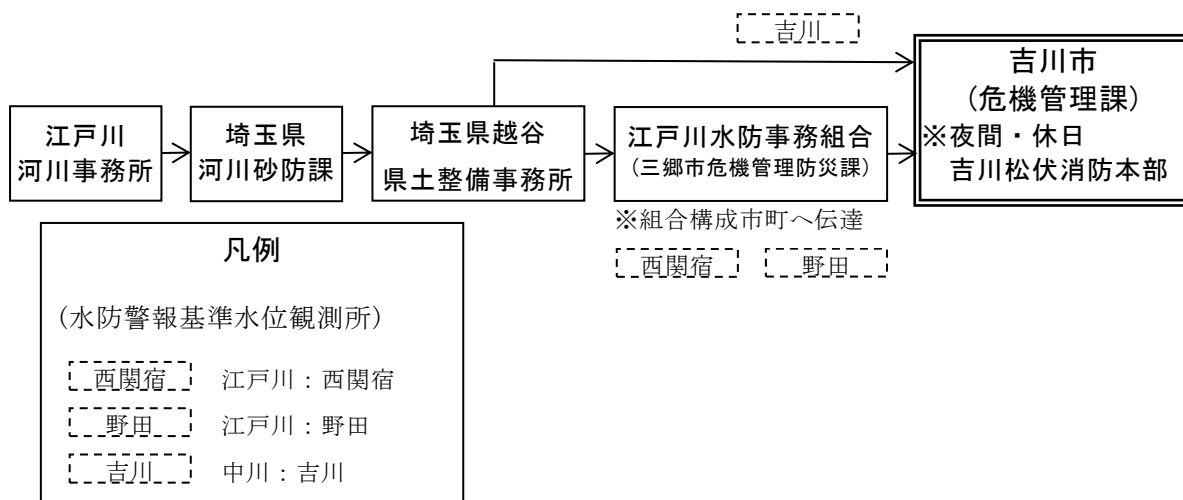 吉川
江戸川
河川事務所
埼玉県
河川砂防課
埼玉県越谷
県土整備事務所
江戸川水防事務組合
(三郷市危機管理防災課)
※組合構成市町へ伝達
西関宿
野田
吉川市
(危機管理課)
※夜間・休日
吉川松伏消防本部
凡例
(水防警報基準水位観測所)
西関宿 江戸川：西関宿
野田 江戸川：野田
吉川 中川：吉川